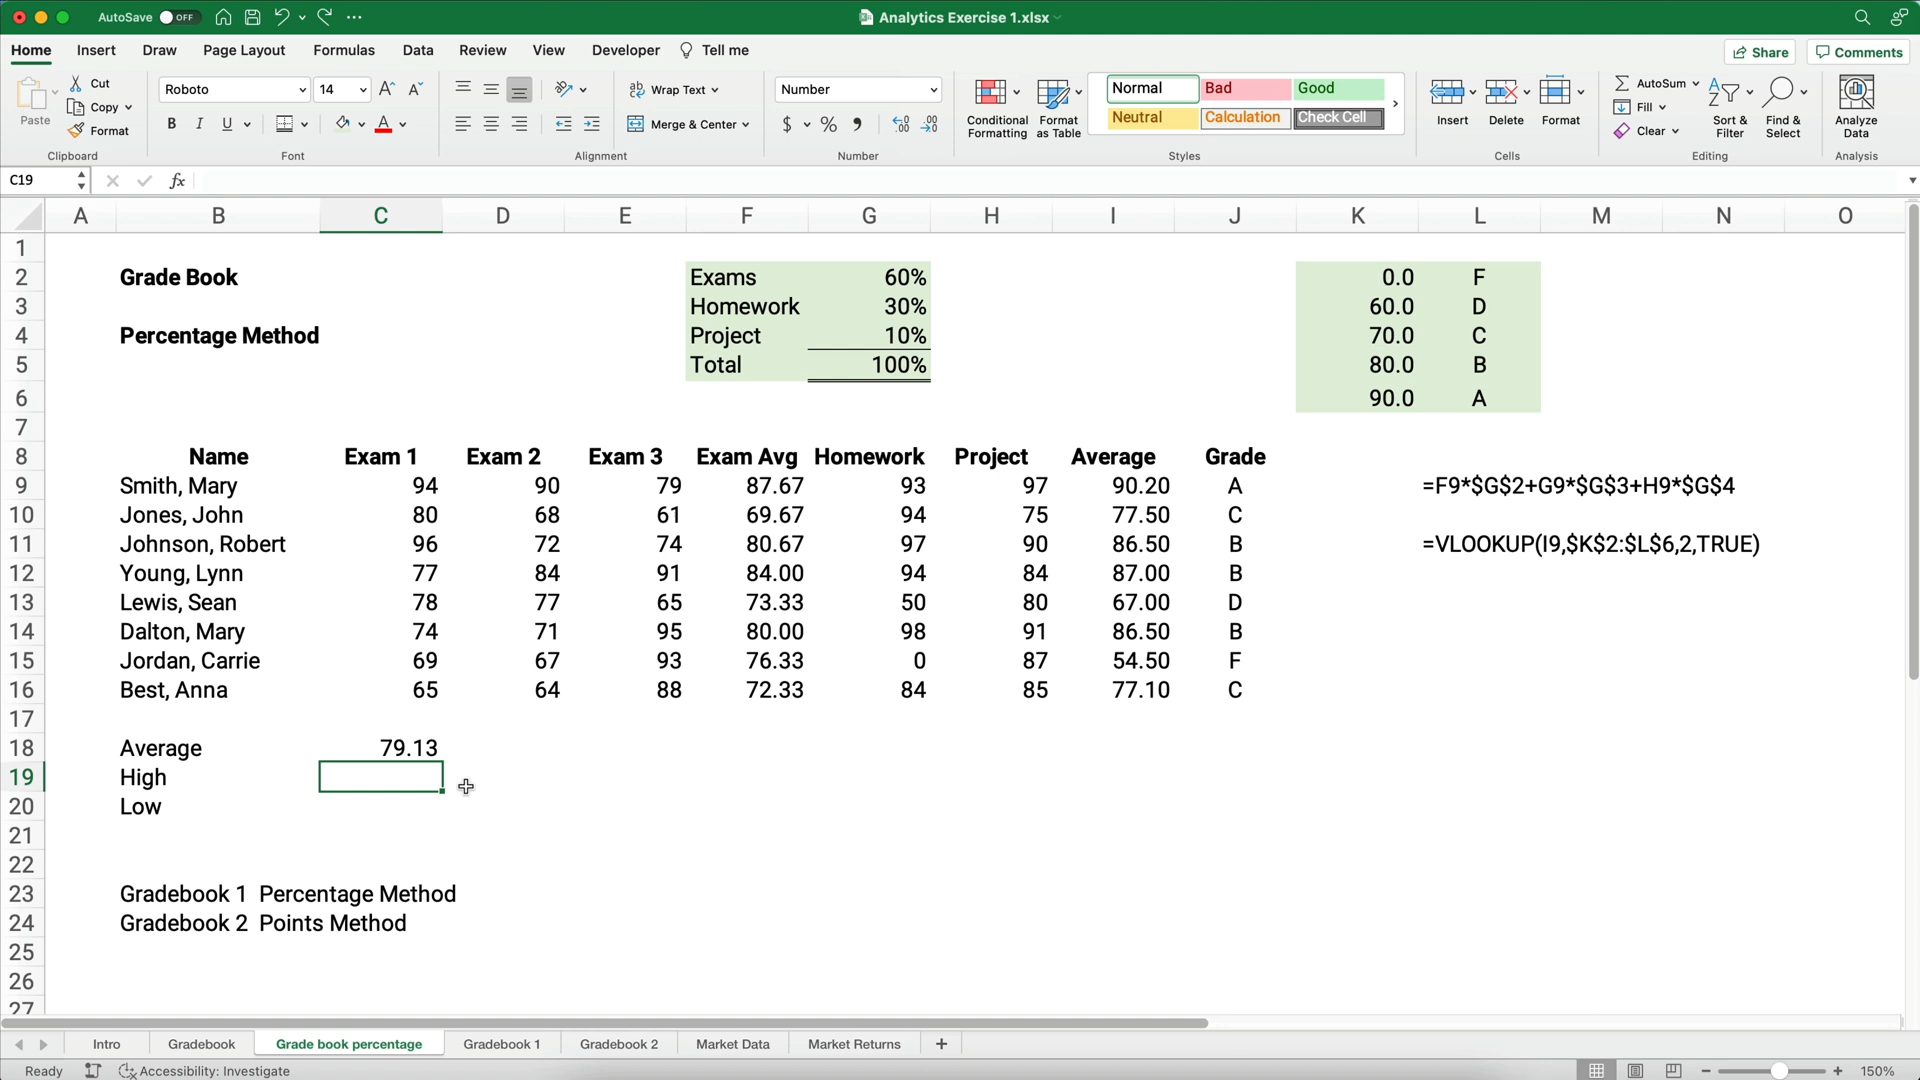 AutoSave OFF
Analytics Exercise 1.xlsx
Home Insert Draw Page Layout Formulas Data Review View Developer Tell me
Share Comments
Paste
Cut
Copy
Format
Clipboard
Roboto 14
B I U
Font
Wrap Text
Merge & Center
Alignment
Number
$ % 9
Number
Conditional Formatting
Format as Table
Normal Bad Good
Neutral Calculation Check Cell
Styles
Insert Delete Format
Cells
AutoSum
Fill
Clear
Sort & Filter
Find & Select
Editing
Analyze Data
Analysis
C19 fx
A B C D E F G H I J K L M N O
1
2 Grade Book Exams 60% 0.0 F
3 Homework 30% 60.0 D
4 Percentage Method Project 10% 70.0 C
5 Total 100% 80.0 B
6 90.0 A
7
8 Name Exam 1 Exam 2 Exam 3 Exam Avg Homework Project Average Grade
9 Smith, Mary 94 90 79 87.67 93 97 90.20 A =F9*$G$2+G9*$G$3+H9*$G$4
10 Jones, John 80 68 61 69.67 94 75 77.50 C
11 Johnson, Robert 96 72 74 80.67 97 90 86.50 B =VLOOKUP(I9,$K$2:$L$6,2,TRUE)
12 Young, Lynn 77 84 91 84.00 94 84 87.00 B
13 Lewis, Sean 78 77 65 73.33 50 80 67.00 D
14 Dalton, Mary 74 71 95 80.00 98 91 86.50 B
15 Jordan, Carrie 69 67 93 76.33 0 87 54.50 F
16 Best, Anna 65 64 88 72.33 84 85 77.10 C
17
18 Average 79.13
19 High
20 Low
21
22
23 Gradebook 1 Percentage Method
24 Gradebook 2 Points Method
25
26
27
Intro Gradebook Grade book percentage Gradebook 1 Gradebook 2 Market Data Market Returns +
Ready Accessibility: Investigate 150%